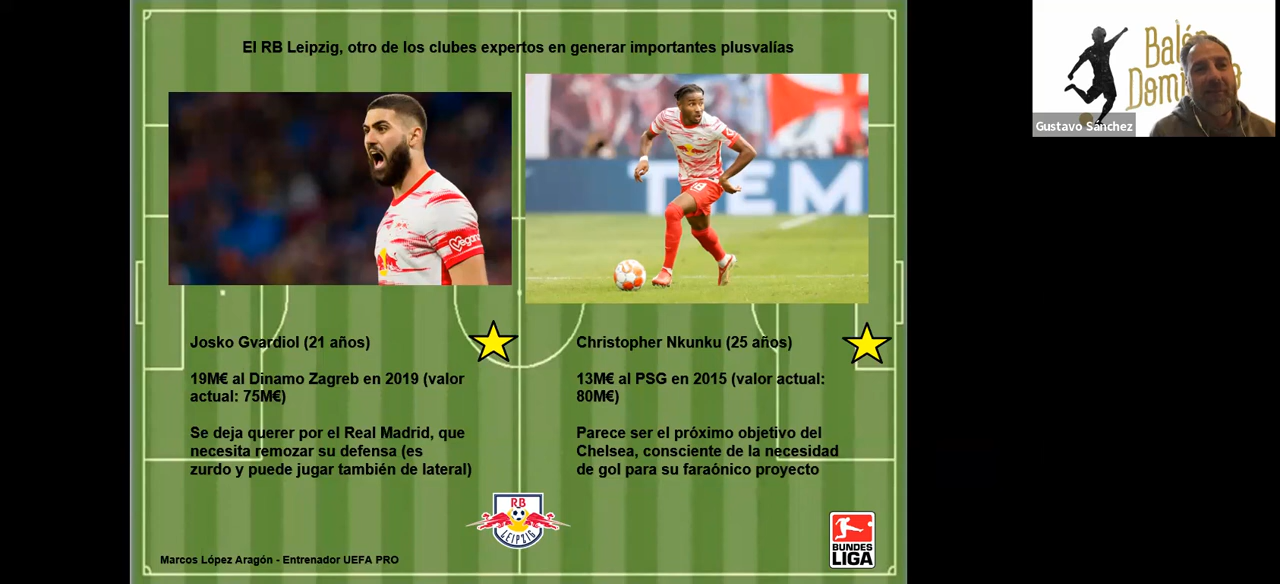 El RB Leipzig, otro de los clubes expertos en generar importantes plusvalías
Vegan
TEM
Josko Gvardiol (21 años)
19M€ al Dinamo Zagreb en 2019 (valor
actual: 75M€)
Se deja querer por el Real Madrid, que
necesita remozar su defensa (es
zurdo y puede jugar también de lateral)
Christopher Nkunku (25 años)
13M€ al PSG en 2015 (valor actual:
80M€)
Parece ser el próximo objetivo del
Chelsea, consciente de la necesidad
de gol para su faraónico proyecto
RB
LEIPZIG
BUNDES
LIGA
Marcos López Aragón - Entrenador UEFA PRO
Gustavo Sánchez